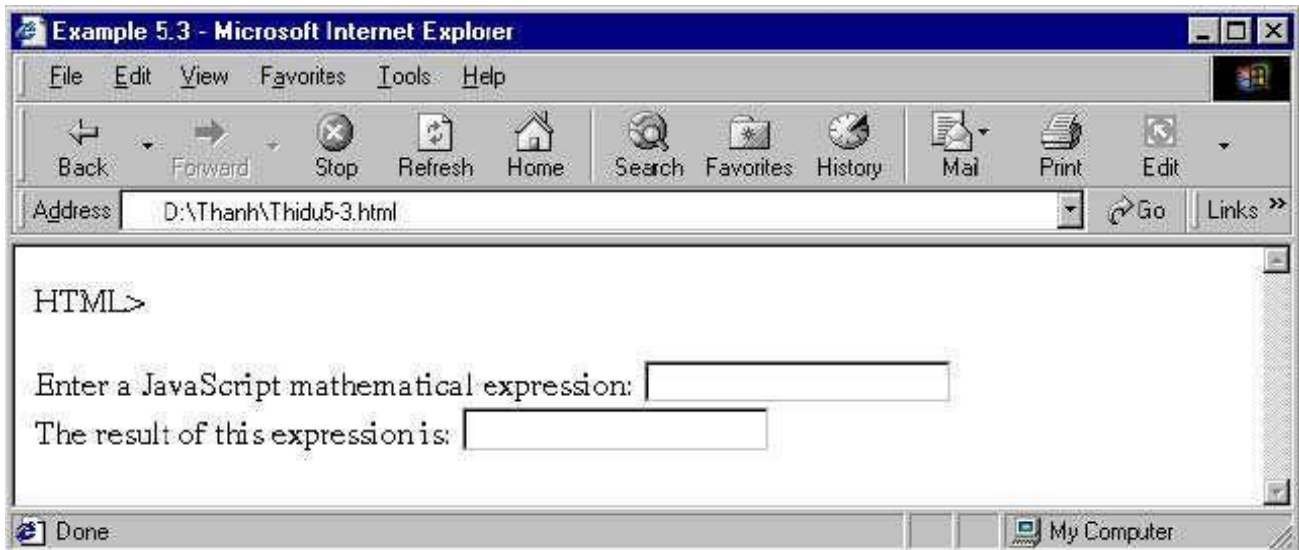 Example 5.3 - Microsoft Internet Explorer
File Edit View Favorites Tools Help
Back Forward Stop Refresh Home Search Favorites History Mail Print Edit
Address D:\Thanh\Thidu5-3.html Go Links »
HTML>
Enter a JavaScript mathematical expression:
The result of this expression is:
Done My Computer